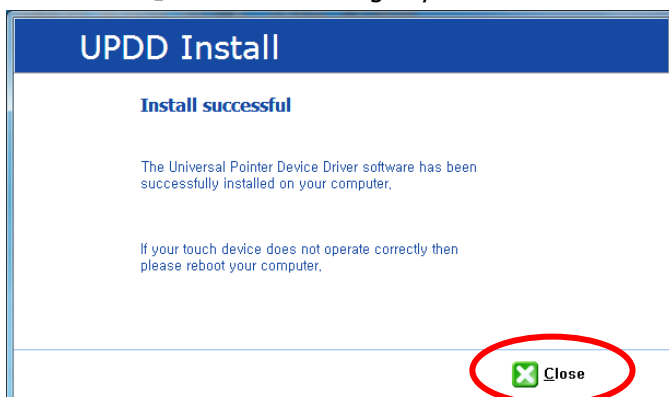 UPDD Install
Install successful
The Universal Pointer Device Driver software has been
successfully installed on your computer,
If your touch device does not operate correctly then
please reboot your computer,
Close